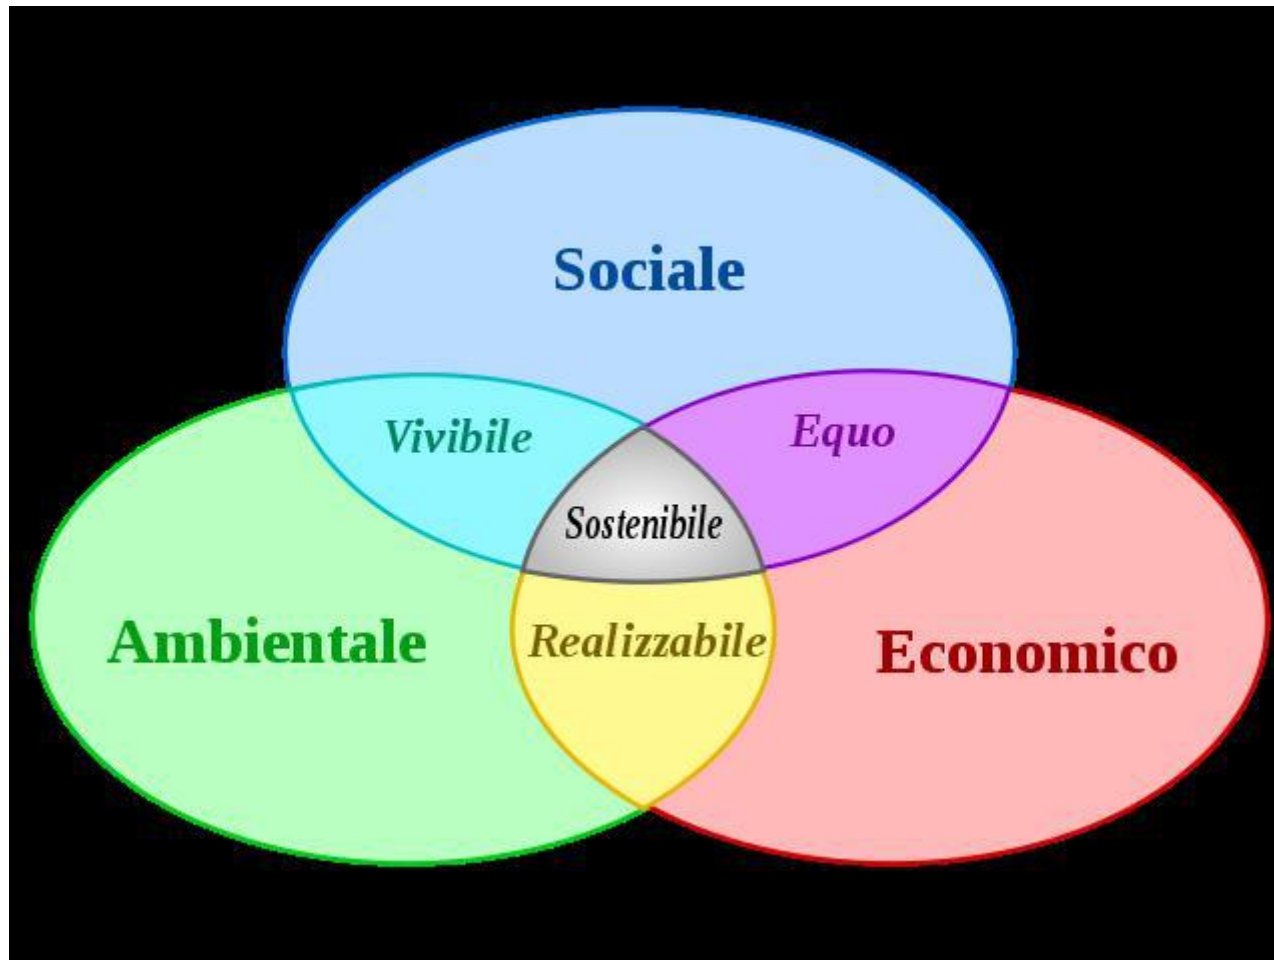 Sociale
Vivibile
Equo
Sostenibile
Ambientale
Realizzabile
Economico